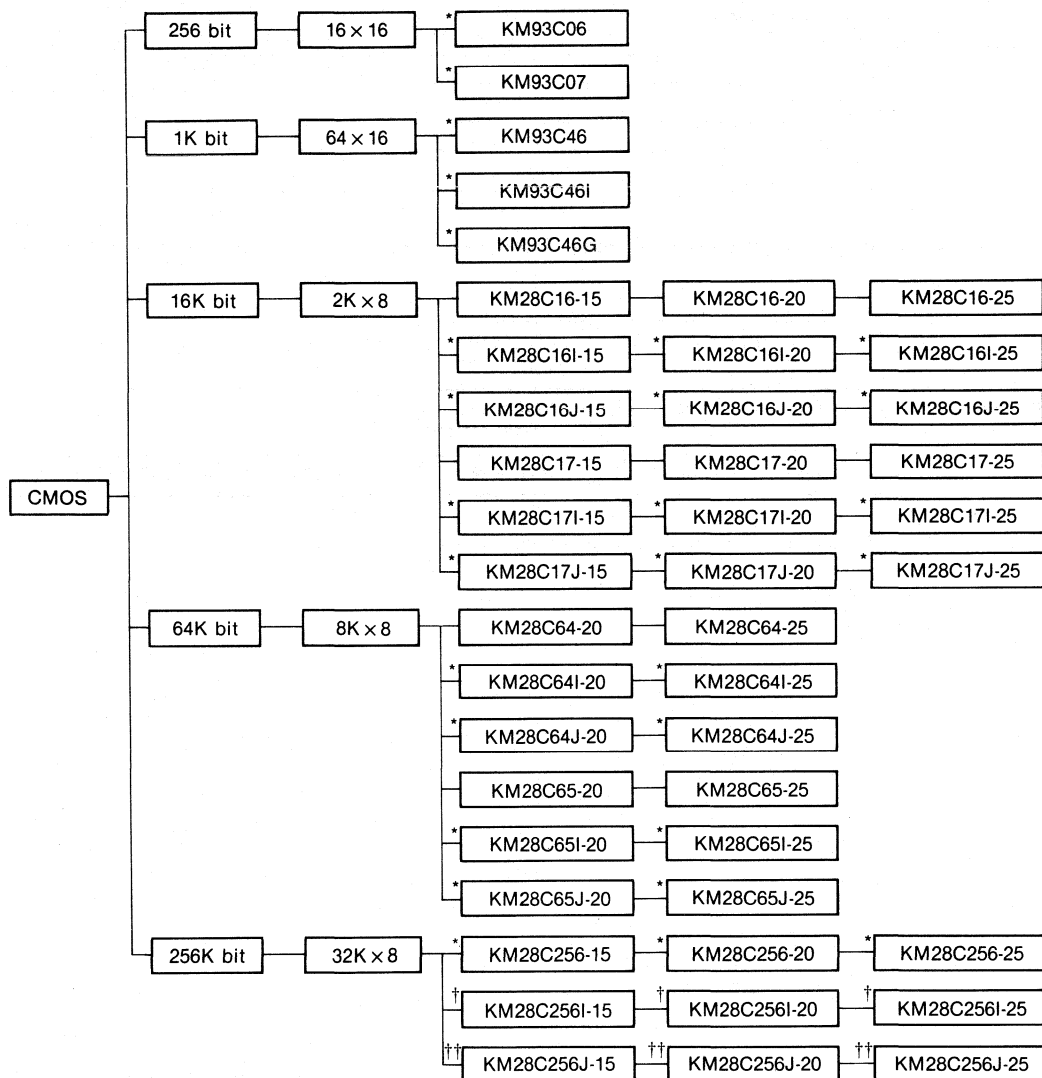 256 bit 16 × 16 * KM93C06
* KM93C07
1K bit 64 × 16 * KM93C46
* KM93C46I
* KM93C46G
16K bit 2K × 8 KM28C16-15 KM28C16-20 KM28C16-25
* KM28C16I-15 * KM28C16I-20 * KM28C16I-25
* KM28C16J-15 * KM28C16J-20 * KM28C16J-25
KM28C17-15 KM28C17-20 KM28C17-25
CMOS
* KM28C17I-15 * KM28C17I-20 * KM28C17I-25
* KM28C17J-15 * KM28C17J-20 * KM28C17J-25
64K bit 8K × 8 KM28C64-20 KM28C64-25
* KM28C64I-20 * KM28C64I-25
* KM28C64J-20 * KM28C64J-25
KM28C65-20 KM28C65-25
* KM28C65I-20 * KM28C65I-25
* KM28C65J-20 * KM28C65J-25
256K bit 32K × 8 * KM28C256-15 * KM28C256-20 * KM28C256-25
† KM28C256I-15 † KM28C256I-20 † KM28C256I-25
†† KM28C256J-15 †† KM28C256J-20 †† KM28C256J-25